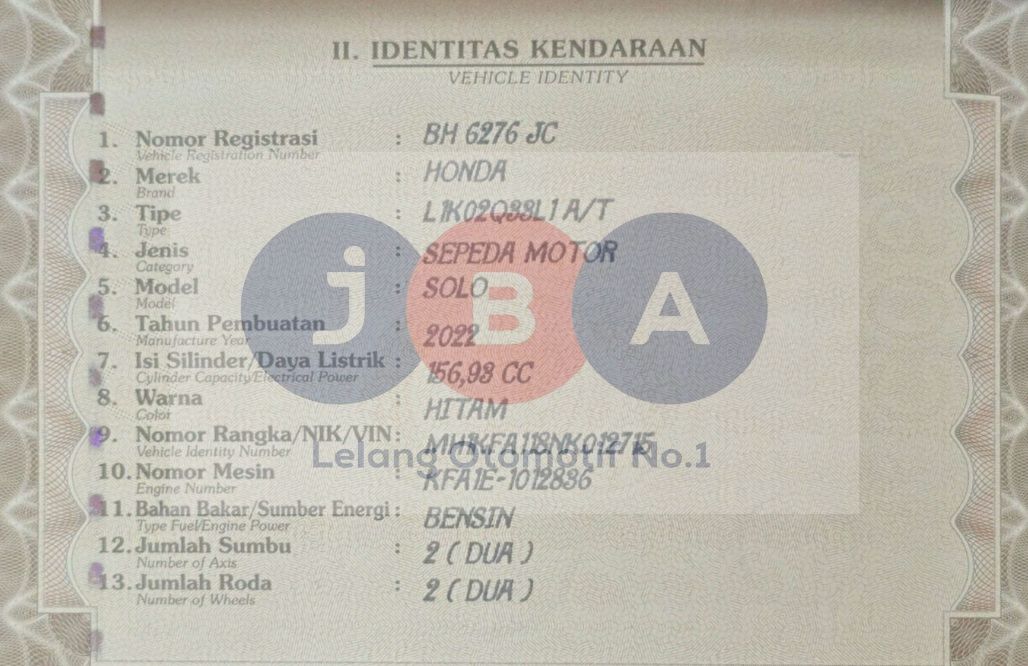 II. IDENTITAS KENDARAAN
VEHICLE IDENTITY
1. Nomor Registrasi : BH 6276 JC
Vehicle Registration Number
2. Merek : HONDA
Brand
3. Tipe : L1K02Q33L1 A/T
Type
4. Jenis : SEPEDA MOTOR
Category
5. Model : SOLO
Model
6. Tahun Pembuatan : 2022
Manufacture Year
7. Isi Silinder/Daya Listrik : 156,93 CC
Cylinder Capacity/Electrical Power
8. Warna : HITAM
Color
9. Nomor Rangka/NIK/VIN : MH1KFA118NK012715
Vehicle Identity Number
10. Nomor Mesin : KFA1E-1012836
Engine Number
11. Bahan Bakar/Sumber Energi : BENSIN
Type Fuel/Engine Power
12. Jumlah Sumbu : 2 ( DUA )
Number of Axis
13. Jumlah Roda : 2 ( DUA )
Number of Wheels
jBA
Lelang Otomotif No.1